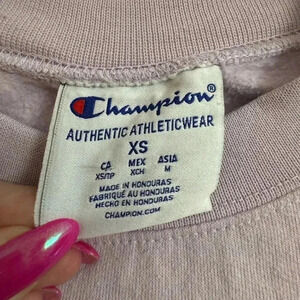 Champion®
AUTHENTIC ATHLETICWEAR
XS
CA MEX ASIA
XS/TP XCH M
MADE IN HONDURAS
FABRIQUÉ AU HONDURAS
HECHO EN HONDURAS
CHAMPION.COM